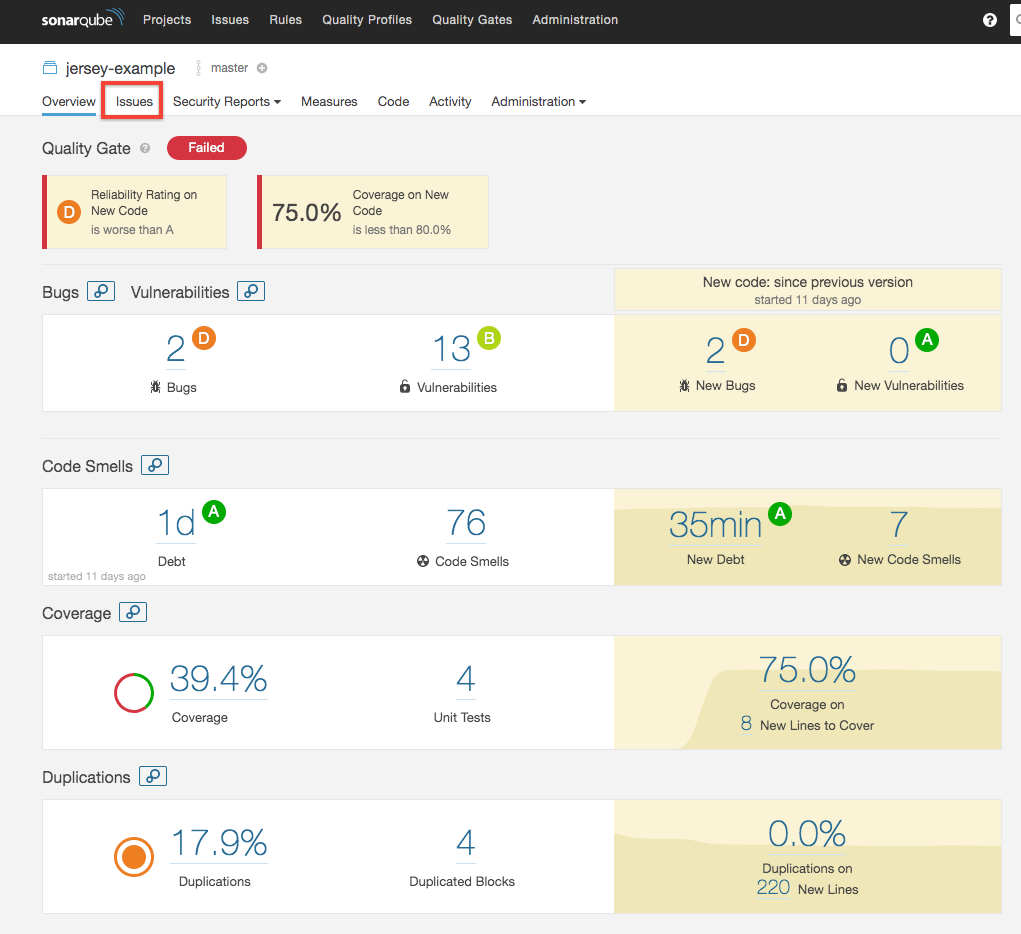 sonarqube Projects Issues Rules Quality Profiles Quality Gates Administration ?
jersey-example master
Overview Issues Security Reports Measures Code Activity Administration
Quality Gate ? Failed
D Reliability Rating on New Code is worse than A
75.0% Coverage on New Code is less than 80.0%
Bugs Vulnerabilities
New code: since previous version
started 11 days ago
2 D 13 B 2 D 0 A
Bugs Vulnerabilities New Bugs New Vulnerabilities
Code Smells
1d A 76 35min A 7
Debt Code Smells New Debt New Code Smells
started 11 days ago
Coverage
39.4% 4 75.0%
Coverage Unit Tests Coverage on
8 New Lines to Cover
Duplications
17.9% 4 0.0%
Duplications Duplicated Blocks Duplications on
220 New Lines